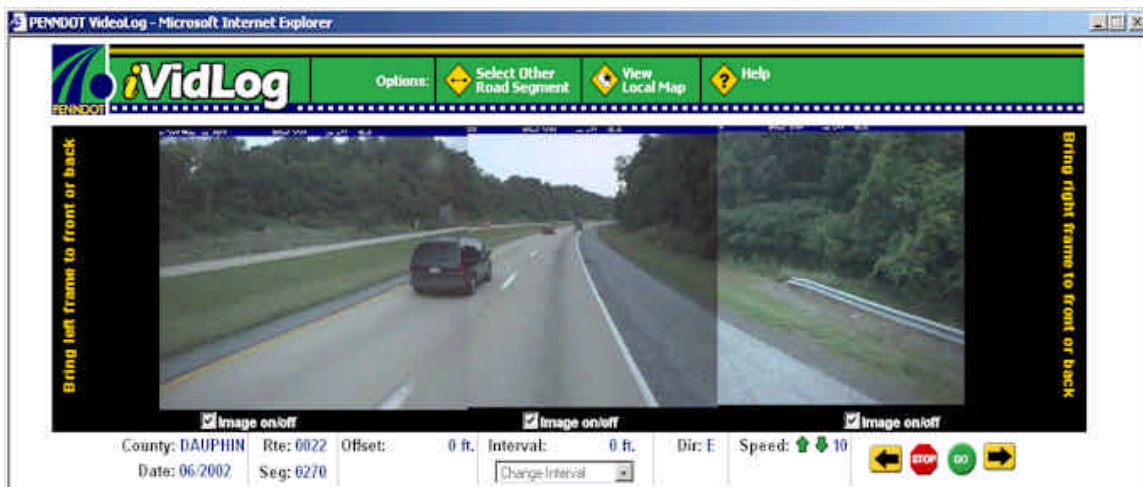 PENNDOT VideoLog - Microsoft Internet Explorer
PENNDOT
iVidLog
Options:
Select Other
Road Segment
View
Local Map
Help
Bring left frame to front or back
Bring right frame to front or back
Image on/off
Image on/off
Image on/off
County: DAUPHIN Rte: 0022 Offset: 0 ft. Interval: 0 ft. Dir: E Speed: 10
Date: 06/2002 Seg: 0270 Change Interval
STOP
GO